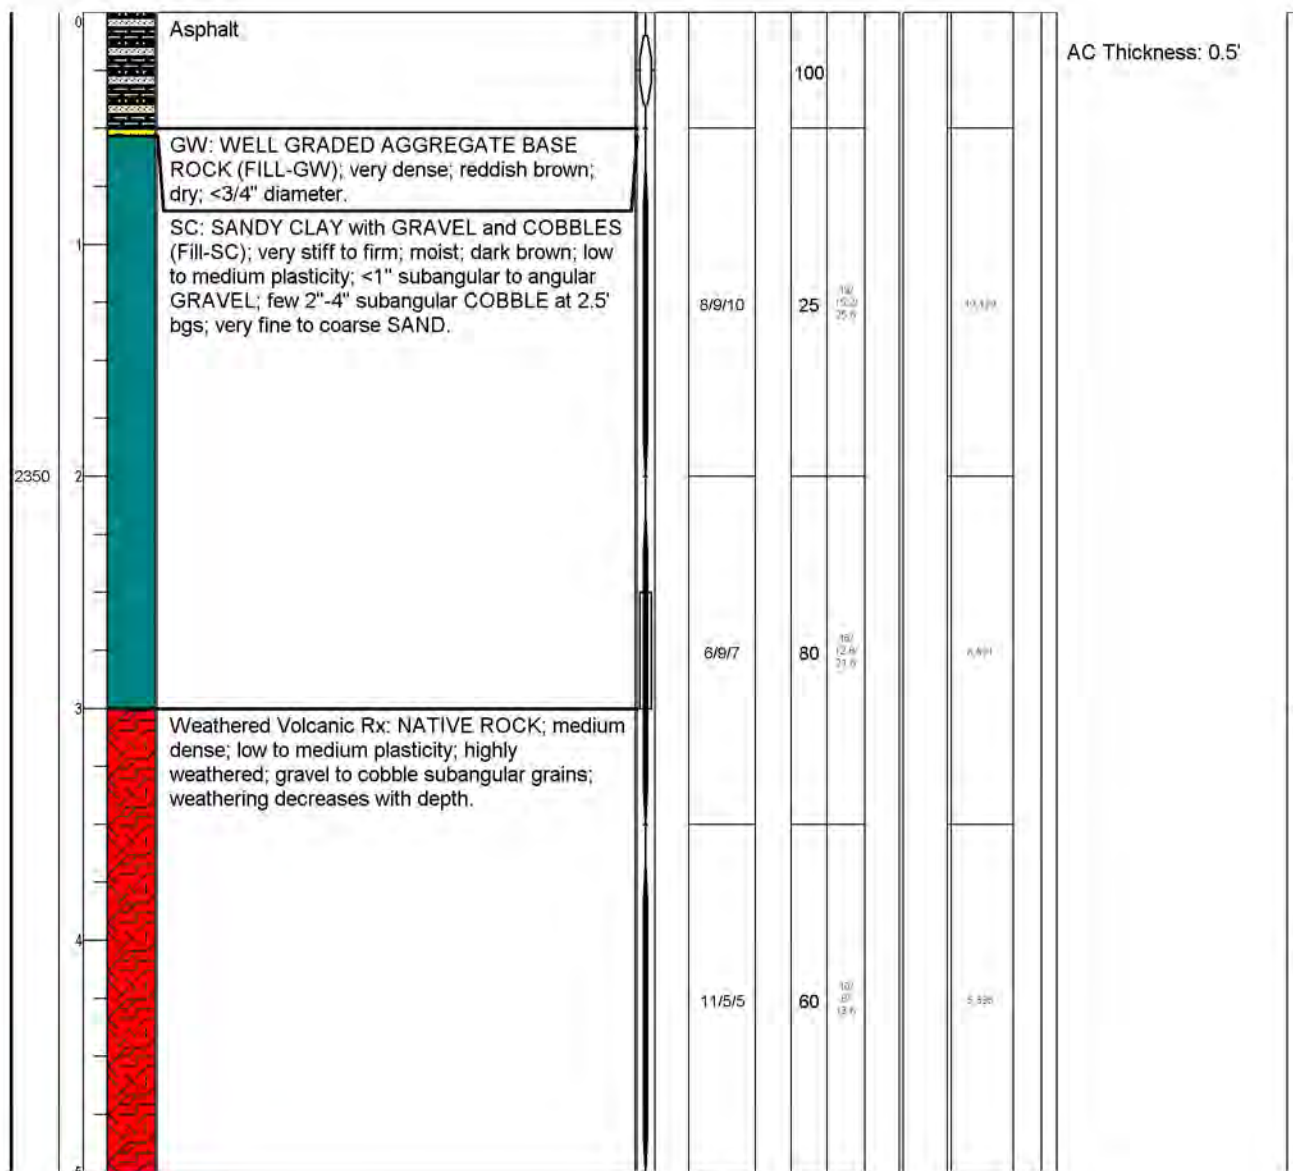 0
Asphalt
AC Thickness: 0.5'
100
GW: WELL GRADED AGGREGATE BASE
ROCK (FILL-GW); very dense; reddish brown;
dry; <3/4" diameter.
SC: SANDY CLAY with GRAVEL and COBBLES
(Fill-SC); very stiff to firm; moist; dark brown; low
to medium plasticity; <1" subangular to angular
GRAVEL; few 2"-4" subangular COBBLE at 2.5'
bgs; very fine to coarse SAND.
1
8/9/10
25
2350
2
6/9/7
80
3
Weathered Volcanic Rx: NATIVE ROCK; medium
dense; low to medium plasticity; highly
weathered; gravel to cobble subangular grains;
weathering decreases with depth.
4
11/5/5
60
5